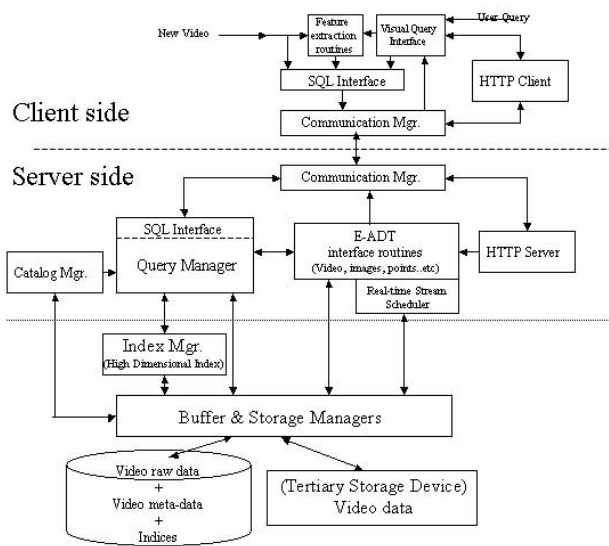 New Video
Feature
extraction
routines
Visual Query
Interface
User Query
SQL Interface
HTTP Client
Client side
Communication Mgr.
Server side
Communication Mgr.
SQL Interface
Query Manager
E-ADT
interface routines
(Video, images, points..etc)
HTTP Server
Catalog Mgr.
Real-time Stream
Scheduler
Index Mgr.
(High Dimensional Index)
Buffer & Storage Managers
Video raw data
+
Video meta-data
+
Indices
(Tertiary Storage Device)
Video data